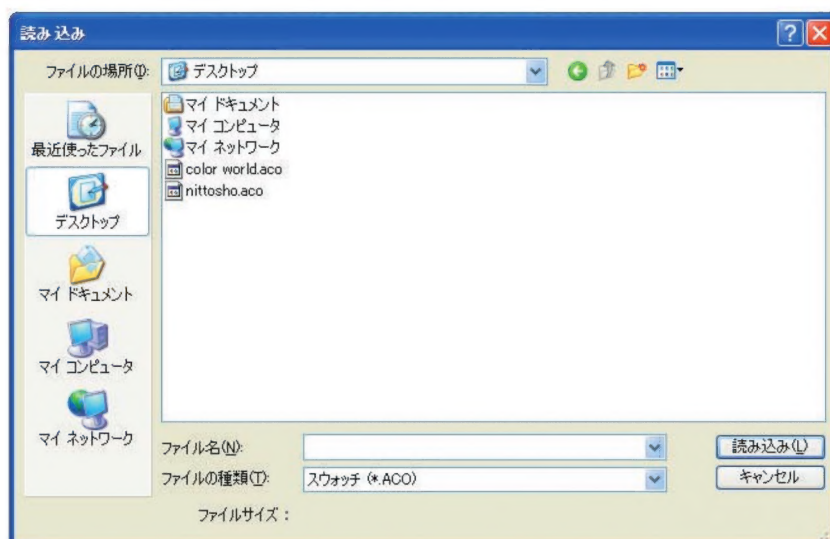 読み込み
ファイルの場所(I):
デスクトップ
最近使ったファイル
デスクトップ
マイ ドキュメント
マイ コンピュータ
マイ ネットワーク
マイ ドキュメント
マイ コンピュータ
マイ ネットワーク
color world.aco
nittosho.aco
ファイル名(N):
読み込み(L)
ファイルの種類(T):
スウォッチ (*.ACO)
キャンセル
ファイルサイズ :